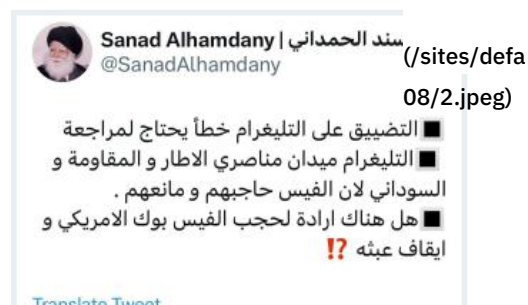 سند الحمداني | Sanad Alhamdany
@SanadAlhamdany
(/sites/defa
08/2.jpeg)
◼ التضييق على التليغرام خطأ يحتاج لمراجعة
◼ التليغرام ميدان مناصري الاطار و المقاومة و
السوداني لان الفيس حاجبهم و مانعهم .
◼ هل هناك ارادة لحجب الفيس بوك الامريكي و
ايقاف عبثه ⁉️
Translate Tweet